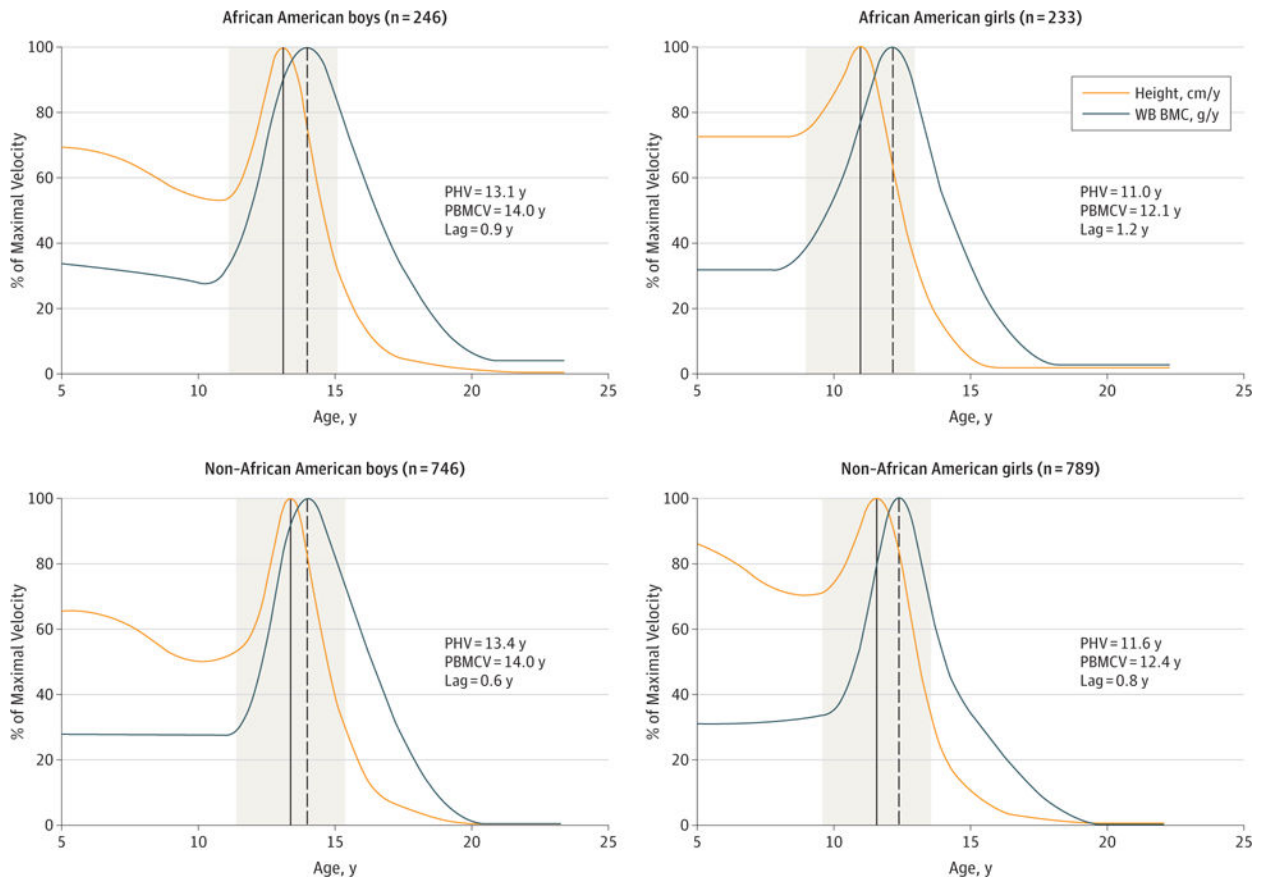 African American boys (n = 246)
100
80
60
40
20
0
% of Maximal Velocity
5 10 15 20 25
Age, y
PHV = 13.1 y
PBMCV = 14.0 y
Lag = 0.9 y
African American girls (n = 233)
100
80
60
40
20
0
% of Maximal Velocity
5 10 15 20 25
Age, y
Height, cm/y
WB BMC, g/y
PHV = 11.0 y
PBMCV = 12.1 y
Lag = 1.2 y
Non-African American boys (n = 746)
100
80
60
40
20
0
% of Maximal Velocity
5 10 15 20 25
Age, y
PHV = 13.4 y
PBMCV = 14.0 y
Lag = 0.6 y
Non-African American girls (n = 789)
100
80
60
40
20
0
% of Maximal Velocity
5 10 15 20 25
Age, y
PHV = 11.6 y
PBMCV = 12.4 y
Lag = 0.8 y